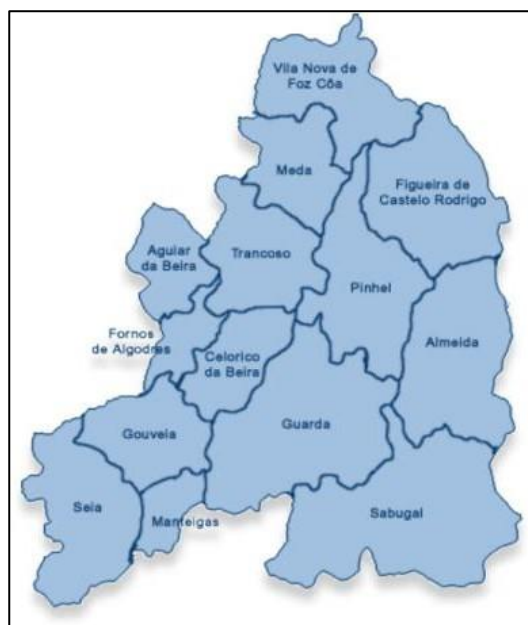 Vila Nova de
Foz Côa
Meda
Figueira de
Castelo Rodrigo
Aguiar
da Beira
Trancoso
Pinhel
Fornos
de Algodres
Celorico
da Beira
Almeida
Gouveia
Guarda
Seia
Manteigas
Sabugal